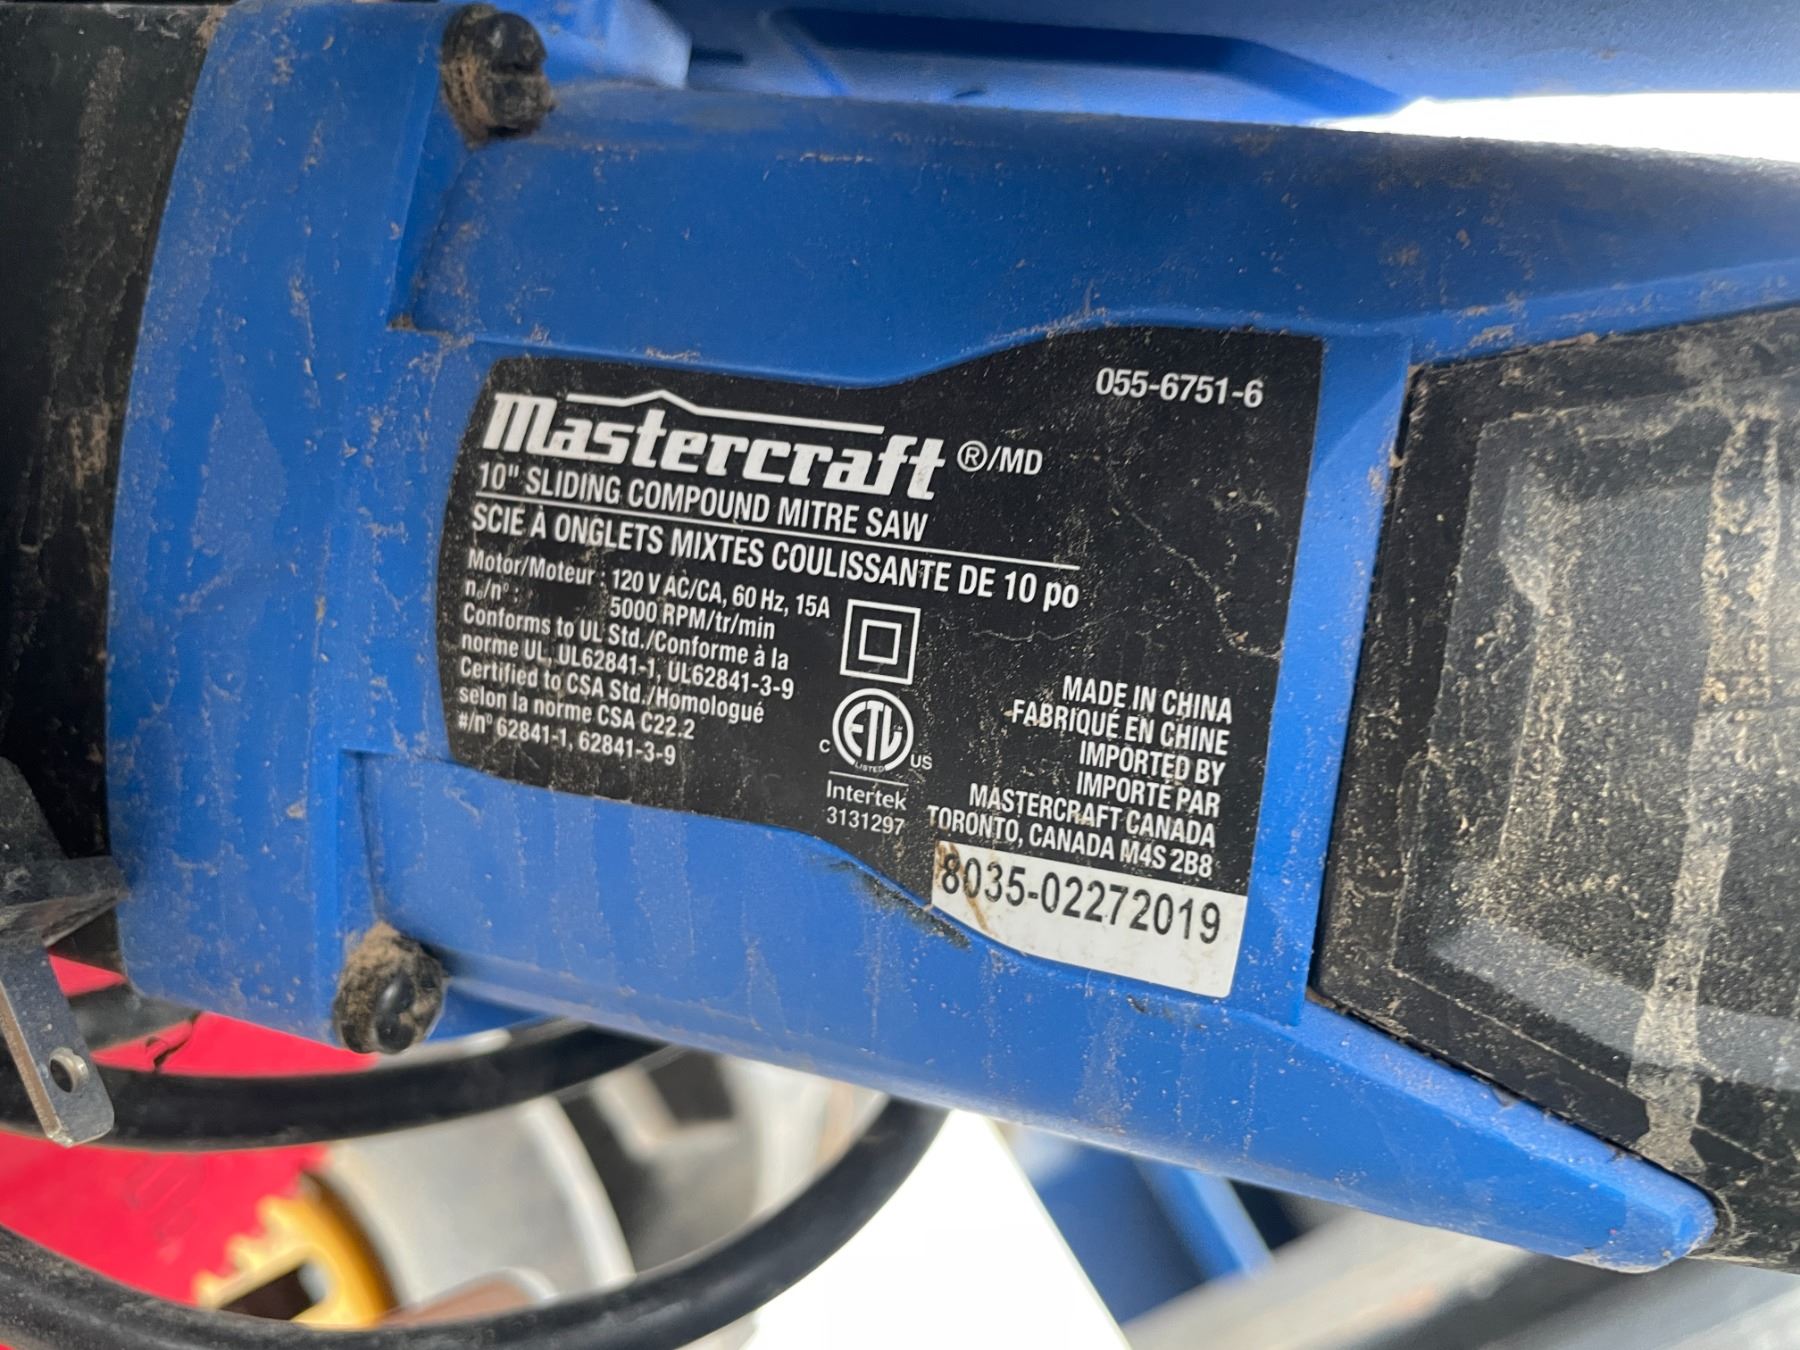 055-6751-6
Mastercraft ®/MD
10" SLIDING COMPOUND MITRE SAW
SCIE À ONGLETS MIXTES COULISSANTE DE 10 po
Motor/Moteur : 120 V AC/CA, 60 Hz, 15A
n₀/n° : 5000 RPM/tr/min
Conforms to UL Std./Conforme à la
norme UL, UL62841-1, UL62841-3-9
Certified to CSA Std./Homologué
selon la norme CSA C22.2
#/n° 62841-1, 62841-3-9
ETL
LISTED
C US
Intertek
3131297
MADE IN CHINA
FABRIQUÉ EN CHINE
IMPORTED BY
IMPORTÉ PAR
MASTERCRAFT CANADA
TORONTO, CANADA M4S 2B8
8035-02272019